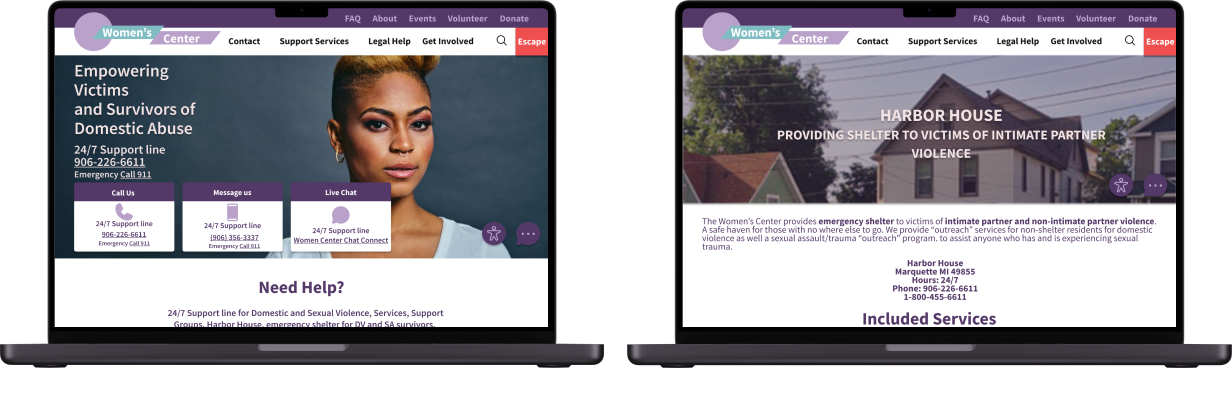 FAQ About Events Volunteer Donate
Women's
Center
Contact Support Services Legal Help Get Involved Escape
Empowering
Victims
and Survivors of
Domestic Abuse
24/7 Support line
906-226-6611
Emergency Call 911
Call Us
24/7 Support line
906-226-6611
Emergency Call 911
Message us
24/7 Support line
(906) 356-3337
Emergency Call 911
Live Chat
24/7 Support line
Women Center Chat Connect
Need Help?
24/7 Support line for Domestic and Sexual Violence, Services, Support
Groups, Harbor House, emergency shelter for DV and SA survivors.
FAQ About Events Volunteer Donate
Women's
Center
Contact Support Services Legal Help Get Involved Escape
HARBOR HOUSE
PROVIDING SHELTER TO VICTIMS OF INTIMATE PARTNER
VIOLENCE
The Women's Center provides emergency shelter to victims of intimate partner and non-intimate partner violence.
A safe haven for those with no where else to go. We provide "outreach" services for non-shelter residents for domestic
violence as well a sexual assault/trauma "outreach" program. to assist anyone who has and is experiencing sexual
trauma.
Harbor House
Marquette MI 49855
Hours: 24/7
Phone: 906-226-6611
1-800-455-6611
Included Services